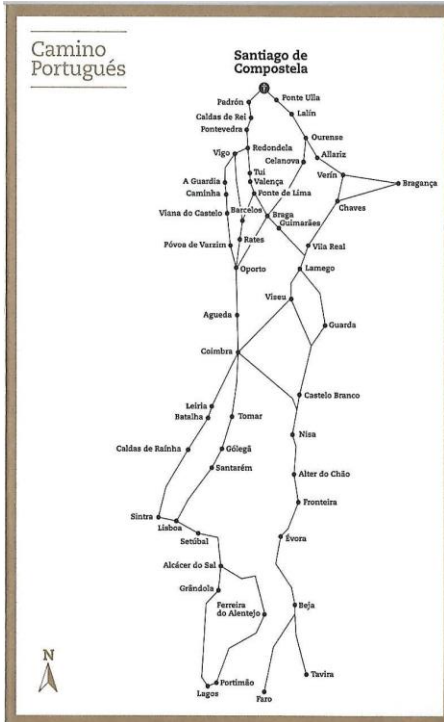 Camino
Portugués
Santiago de
Compostela
Padrón
Ponte Ulla
Caldas de Rei
Lalín
Pontevedra
Ourense
Redondela
Allariz
Vigo
Celanova
Tui
Verín
A Guardia
Valença
Bragança
Caminha
Ponte de Lima
Chaves
Viana do Castelo
Barcelos
Braga
Guimarães
Póvoa de Varzim
Rates
Vila Real
Oporto
Lamego
Viseu
Agueda
Guarda
Coimbra
Castelo Branco
Leiria
Batalha
Tomar
Nisa
Caldas de Raínha
Gólegã
Santarém
Alter do Chão
Fronteira
Sintra
Lisboa
Setúbal
Évora
Alcácer do Sal
Grândola
Ferreira
do Alentejo
Beja
Tavira
Portimão
Lagos
Faro
N